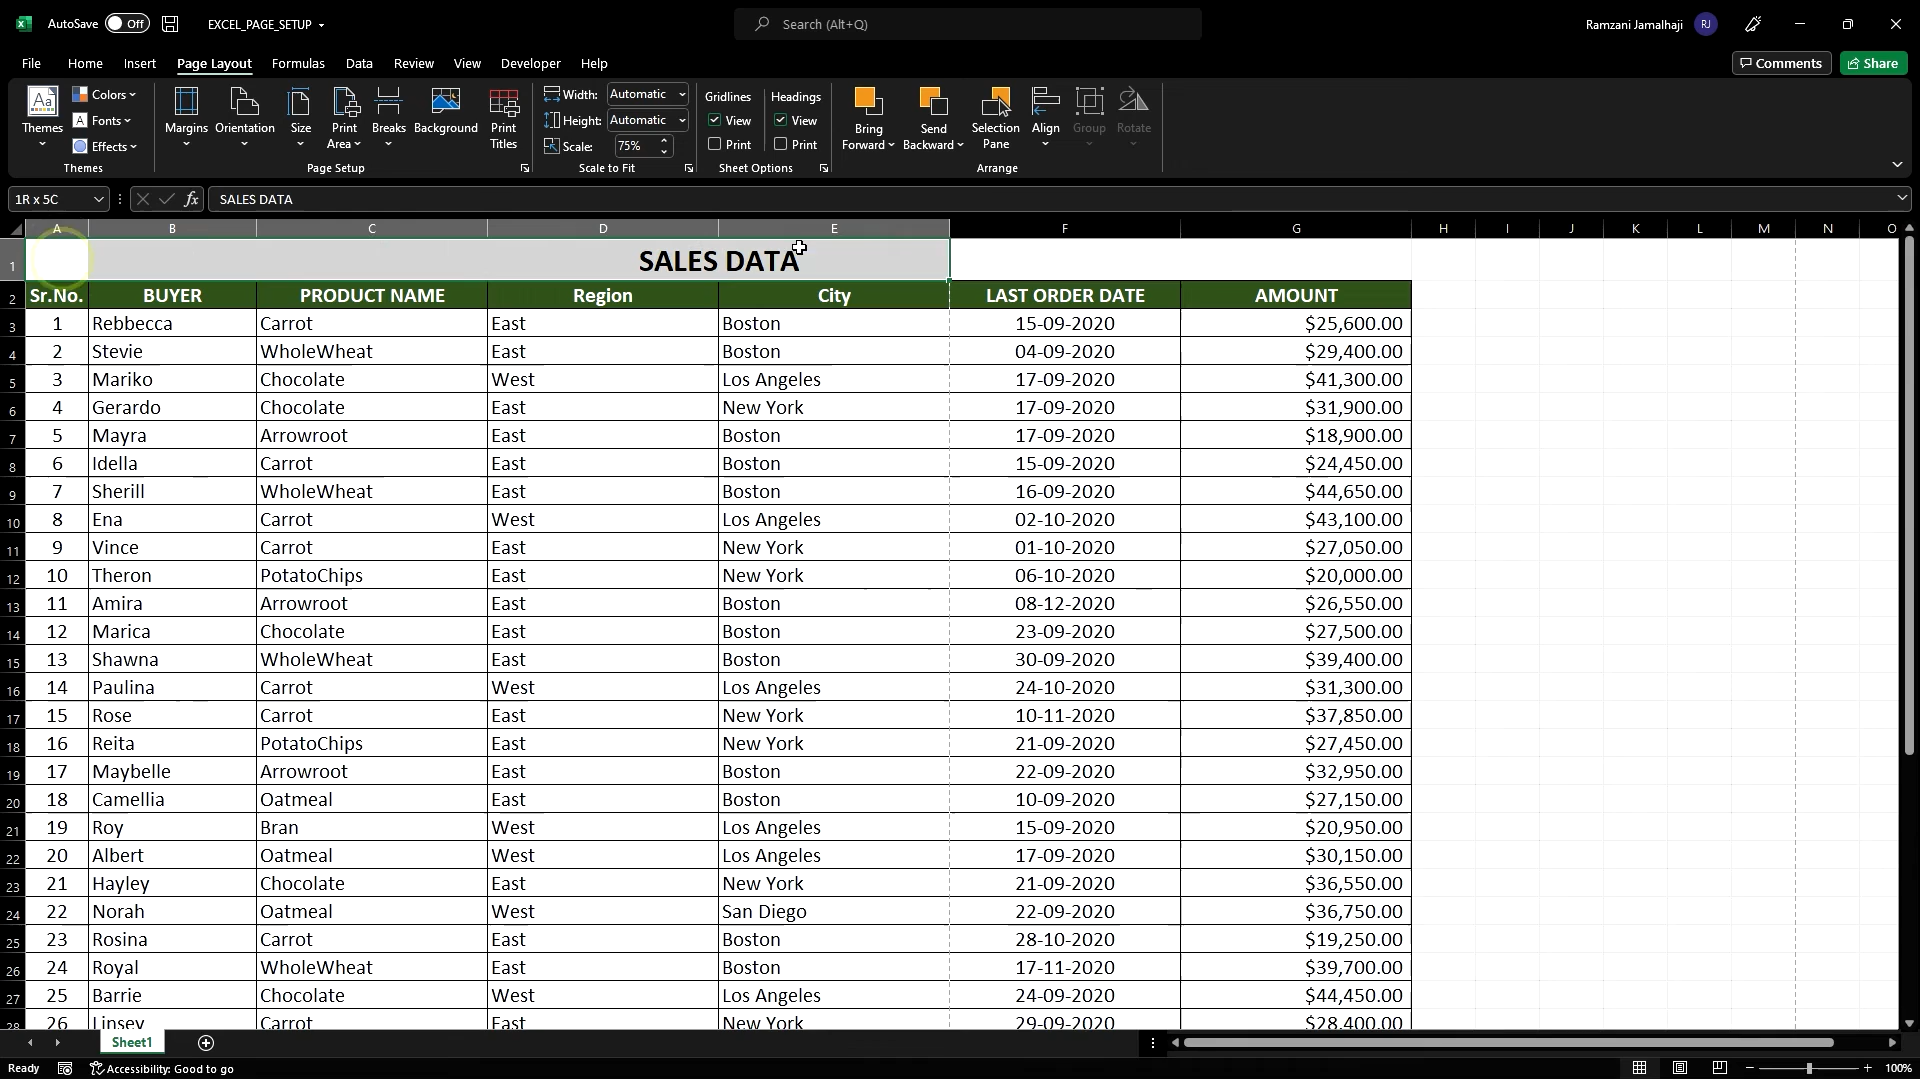 AutoSave Off EXCEL_PAGE_SETUP Search (Alt+Q) Ramzani Jamalhaji RJ
File Home Insert Page Layout Formulas Data Review View Developer Help Comments Share
Aa Themes Colors Fonts Effects Themes
Margins Orientation Size Print Area Breaks Background Print Titles Page Setup
Width: Automatic Height: Automatic Scale: 75% Scale to Fit
Gridlines View Print Headings View Print Sheet Options
Bring Forward Send Backward Selection Pane Align Group Rotate Arrange
1R x 5C fx SALES DATA
A B C D E F G H I J K L M N O
1 SALES DATA
2 Sr.No. BUYER PRODUCT NAME Region City LAST ORDER DATE AMOUNT
3 1 Rebbecca Carrot East Boston 15-09-2020 $25,600.00
4 2 Stevie WholeWheat East Boston 04-09-2020 $29,400.00
5 3 Mariko Chocolate West Los Angeles 17-09-2020 $41,300.00
6 4 Gerardo Chocolate East New York 17-09-2020 $31,900.00
7 5 Mayra Arrowroot East Boston 17-09-2020 $18,900.00
8 6 Idella Carrot East Boston 15-09-2020 $24,450.00
9 7 Sherill WholeWheat East Boston 16-09-2020 $44,650.00
10 8 Ena Carrot West Los Angeles 02-10-2020 $43,100.00
11 9 Vince Carrot East New York 01-10-2020 $27,050.00
12 10 Theron PotatoChips East New York 06-10-2020 $20,000.00
13 11 Amira Arrowroot East Boston 08-12-2020 $26,550.00
14 12 Marica Chocolate East Boston 23-09-2020 $27,500.00
15 13 Shawna WholeWheat East Boston 30-09-2020 $39,400.00
16 14 Paulina Carrot West Los Angeles 24-10-2020 $31,300.00
17 15 Rose Carrot East New York 10-11-2020 $37,850.00
18 16 Reita PotatoChips East New York 21-09-2020 $27,450.00
19 17 Maybelle Arrowroot East Boston 22-09-2020 $32,950.00
20 18 Camellia Oatmeal East Boston 10-09-2020 $27,150.00
21 19 Roy Bran West Los Angeles 15-09-2020 $20,950.00
22 20 Albert Oatmeal West Los Angeles 17-09-2020 $30,150.00
23 21 Hayley Chocolate East New York 21-09-2020 $36,550.00
24 22 Norah Oatmeal West San Diego 22-09-2020 $36,750.00
25 23 Rosina Carrot East Boston 28-10-2020 $19,250.00
26 24 Royal WholeWheat East Boston 17-11-2020 $39,700.00
27 25 Barrie Chocolate West Los Angeles 24-09-2020 $44,450.00
28 26 Linsey Carrot East New York 29-09-2020 $28,400.00
Sheet1
Ready Accessibility: Good to go 100%